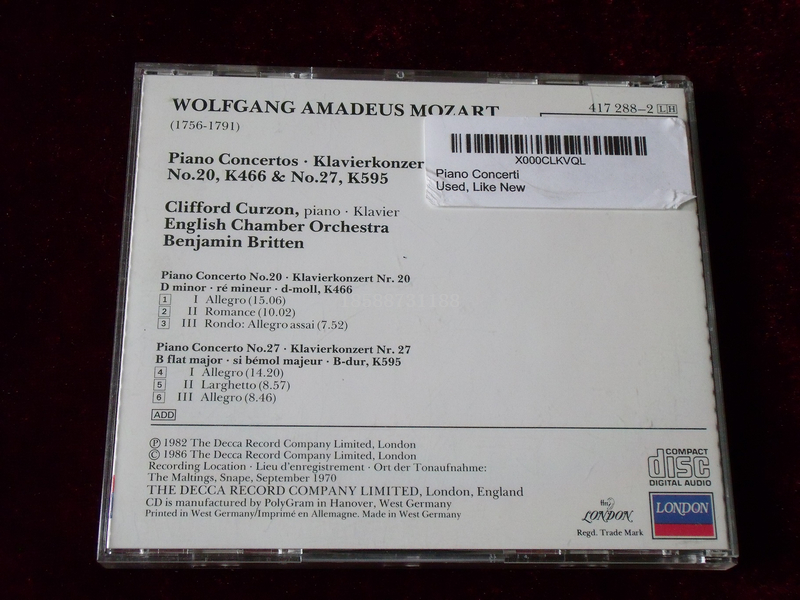 WOLFGANG AMADEUS MOZART
417 288-2 LH
(1756-1791)
X000CLKVQL
Piano Concerti
Used, Like New
Piano Concertos · Klavierkonzer
No.20, K466 & No.27, K595
Clifford Curzon, piano · Klavier
English Chamber Orchestra
Benjamin Britten
Piano Concerto No.20 · Klavierkonzert Nr. 20
D minor · ré mineur · d-moll, K466
1 I Allegro (15.06)
2 II Romance (10.02)
3 III Rondo: Allegro assai (7.52)
Piano Concerto No.27 · Klavierkonzert Nr. 27
B flat major · si bémol majeur · B-dur, K595
4 I Allegro (14.20)
5 II Larghetto (8.57)
6 III Allegro (8.46)
ADD
℗ 1982 The Decca Record Company Limited, London
© 1986 The Decca Record Company Limited, London
Recording Location · Lieu d'enregistrement · Ort der Tonaufnahme:
The Maltings, Snape, September 1970
THE DECCA RECORD COMPANY LIMITED, London, England
CD is manufactured by PolyGram in Hanover, West Germany
Printed in West Germany/Imprimé en Allemagne. Made in West Germany
COMPACT
disc
DIGITAL AUDIO
LONDON
Regd. Trade Mark
LONDON